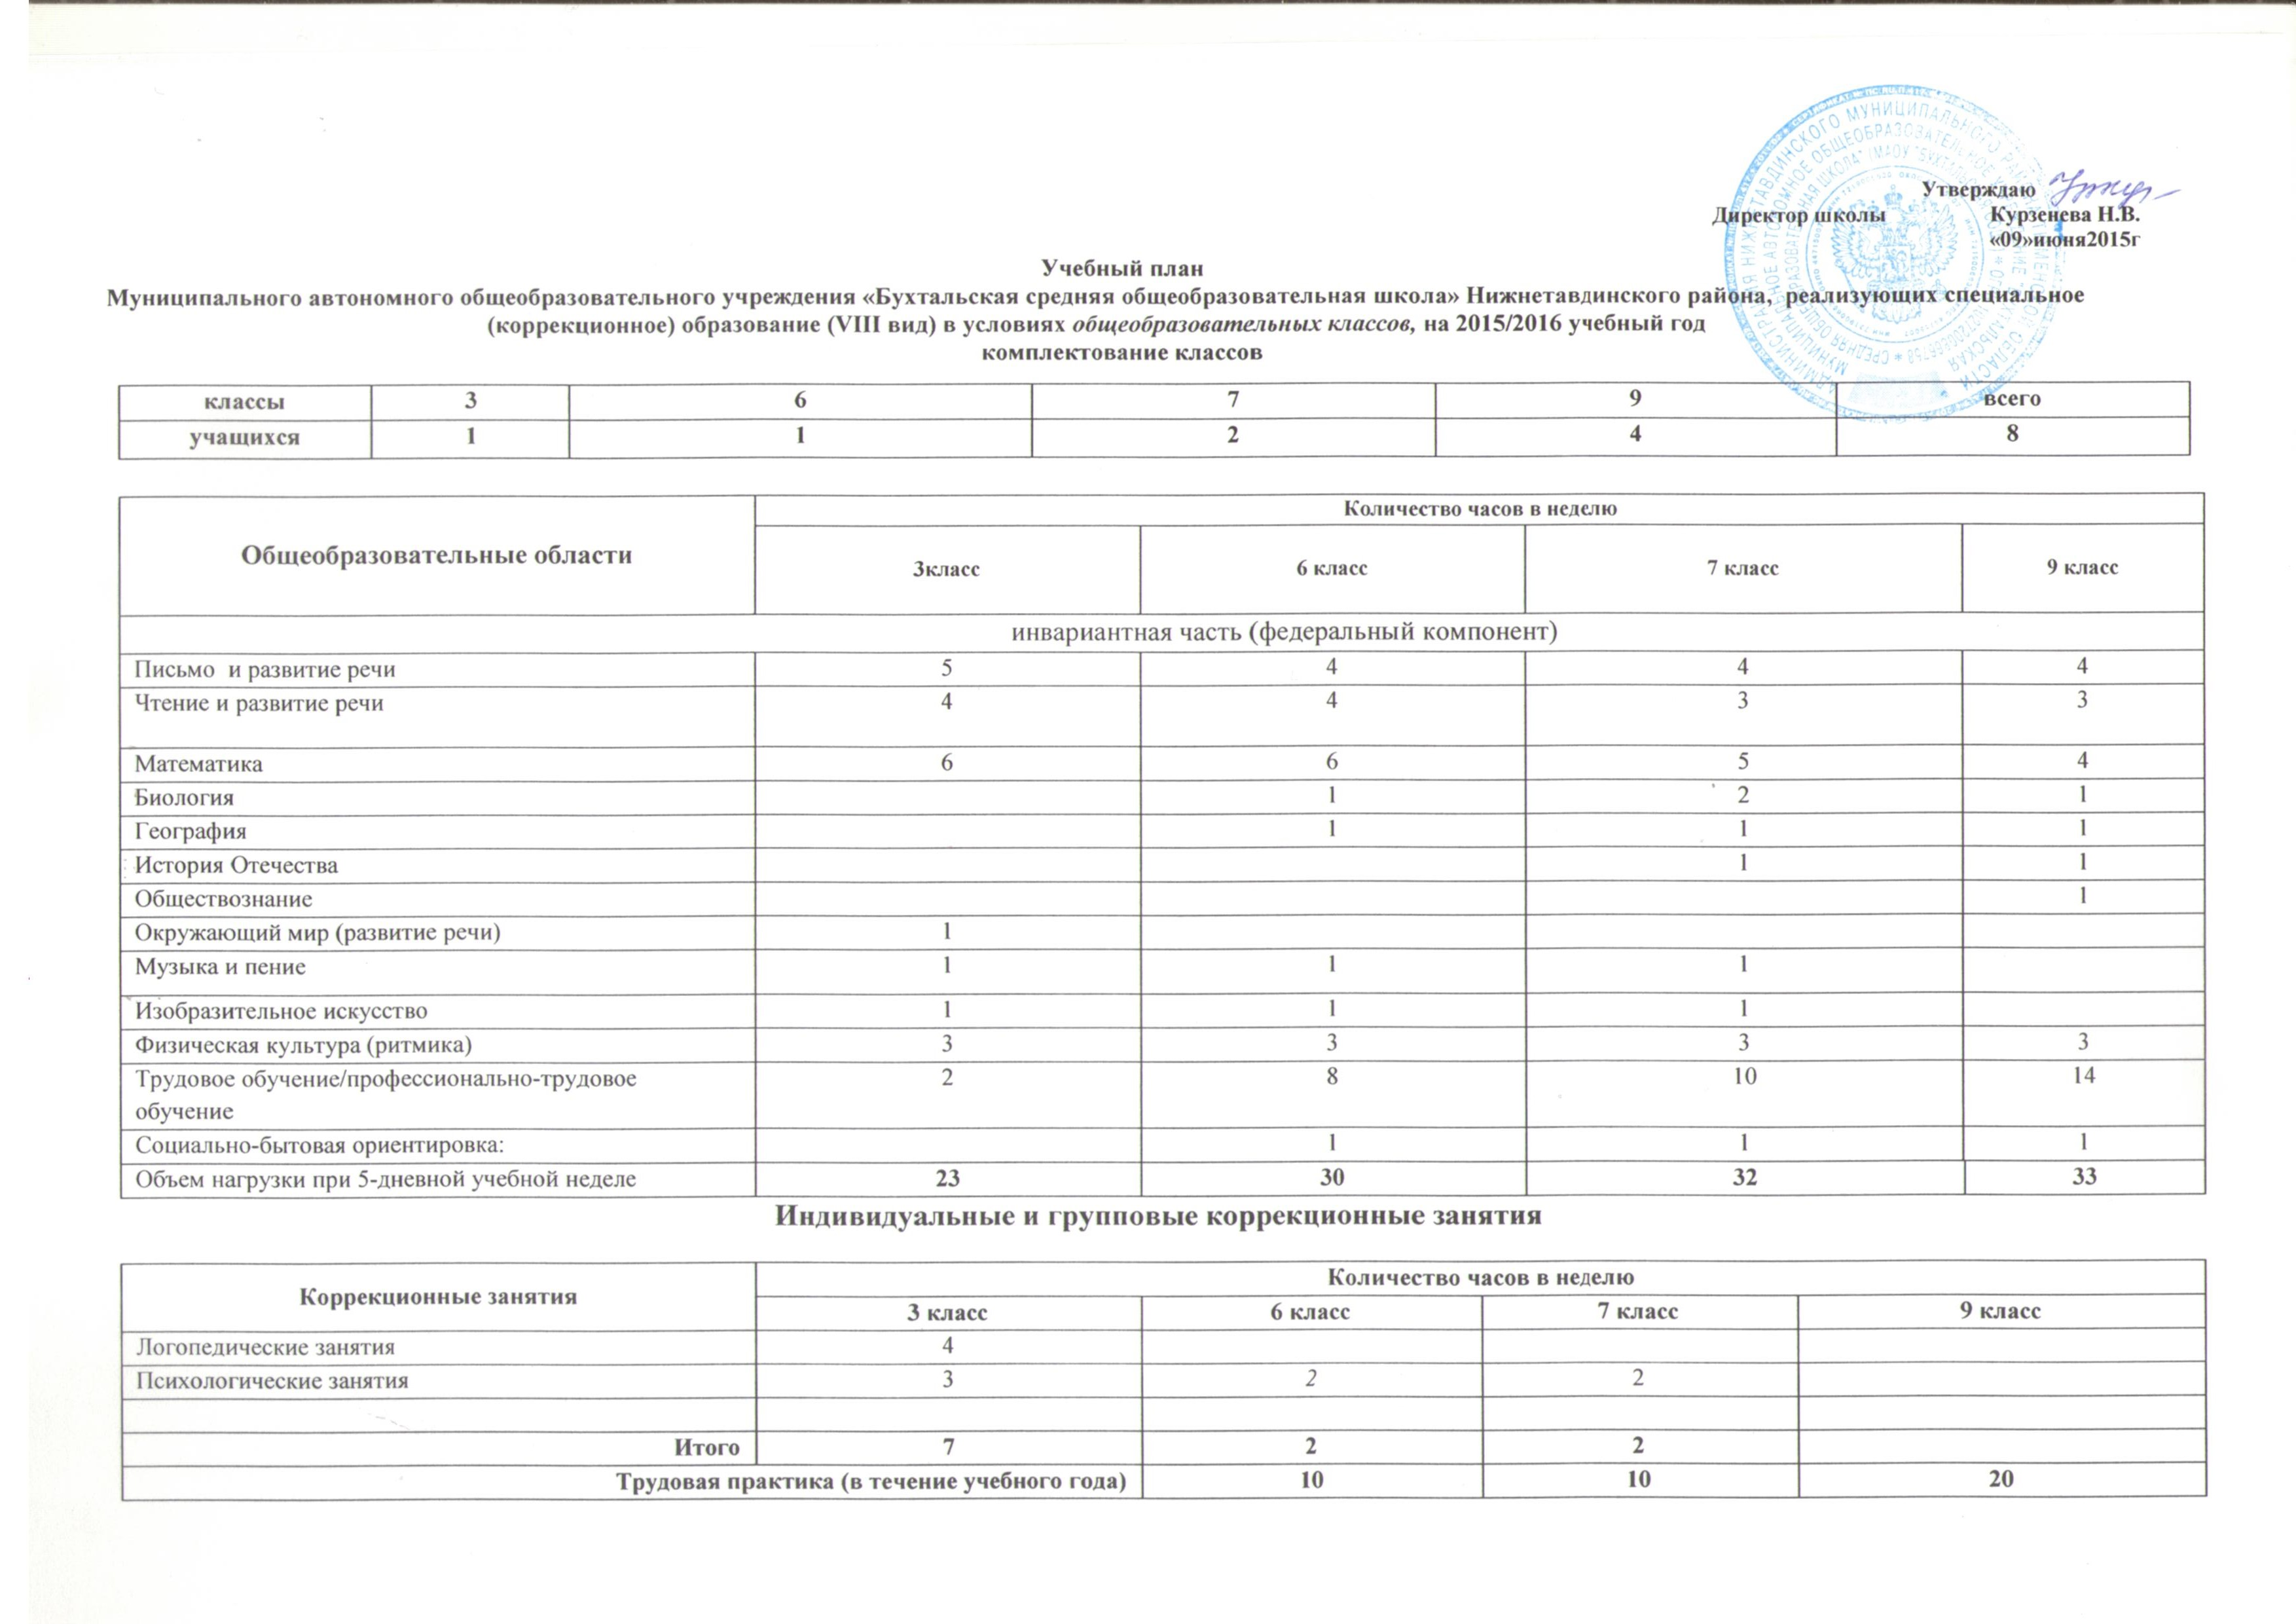 Утверждаю
Директор школы Курзенева Н.В.
«09»июня2015г
Учебный план
Муниципального автономного общеобразовательного учреждения «Бухтальская средняя общеобразовательная школа» Нижнетавдинского района, реализующих специальное
(коррекционное) образование (VIII вид) в условиях общеобразовательных классов, на 2015/2016 учебный год
комплектование классов
классы 3 6 7 9 всего
учащихся 1 1 2 4 8
Общеобразовательные области Количество часов в неделю
3класс 6 класс 7 класс 9 класс
инвариантная часть (федеральный компонент)
Письмо и развитие речи 5 4 4 4
Чтение и развитие речи 4 4 3 3
Математика 6 6 5 4
Биология 1 2 1
География 1 1 1
История Отечества 1 1
Обществознание 1
Окружающий мир (развитие речи) 1
Музыка и пение 1 1 1
Изобразительное искусство 1 1 1
Физическая культура (ритмика) 3 3 3 3
Трудовое обучение/профессионально-трудовое 2 8 10 14
обучение
Социально-бытовая ориентировка: 1 1 1
Объем нагрузки при 5-дневной учебной неделе 23 30 32 33
Индивидуальные и групповые коррекционные занятия
Коррекционные занятия Количество часов в неделю
3 класс 6 класс 7 класс 9 класс
Логопедические занятия 4
Психологические занятия 3 2 2
Итого 7 2 2
Трудовая практика (в течение учебного года) 10 10 20